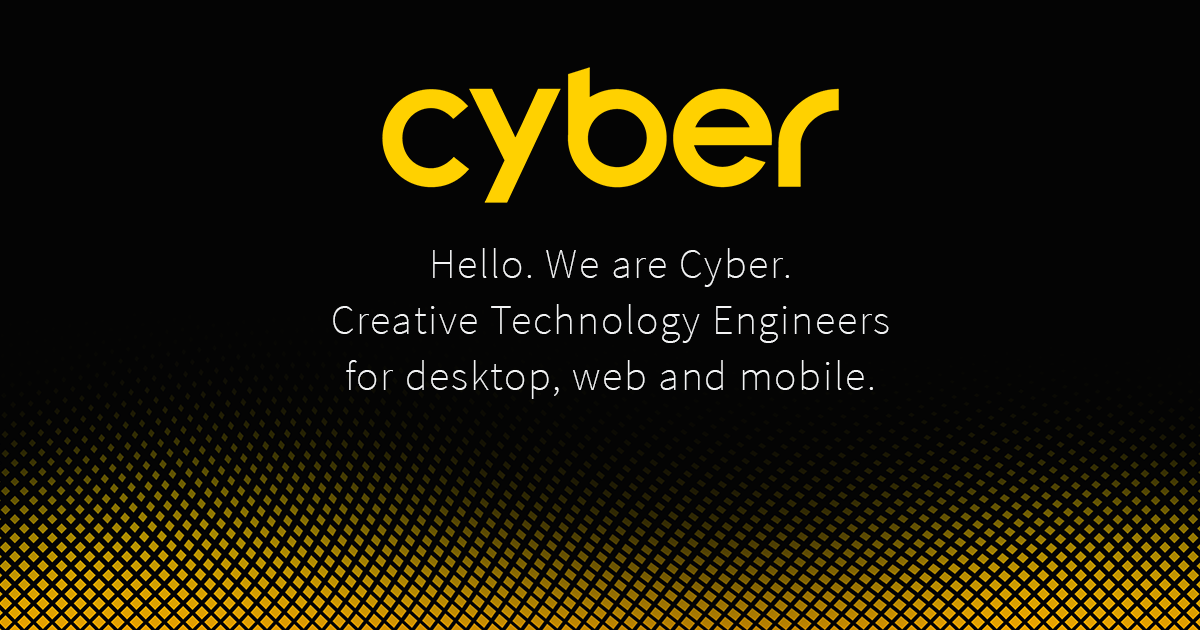 cyber
Hello. We are Cyber.
Creative Technology Engineers
for desktop, web and mobile.